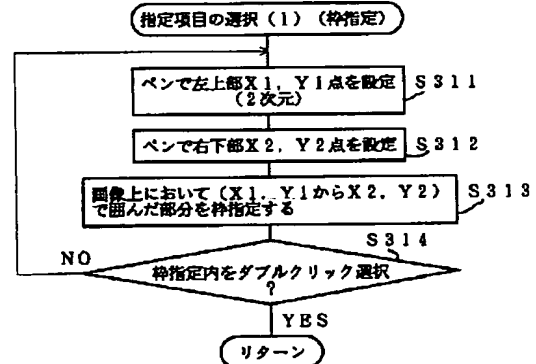 指定項目の選択(1)(枠指定)
ペンで左上部X1，Y1点を設定
(2次元)
S311
ペンで右下部X2，Y2点を設定
S312
画像上において(X1，Y1からX2，Y2)
で囲んだ部分を枠指定する
S313
S314
NO
枠指定内をダブルクリック選択
?
YES
リターン